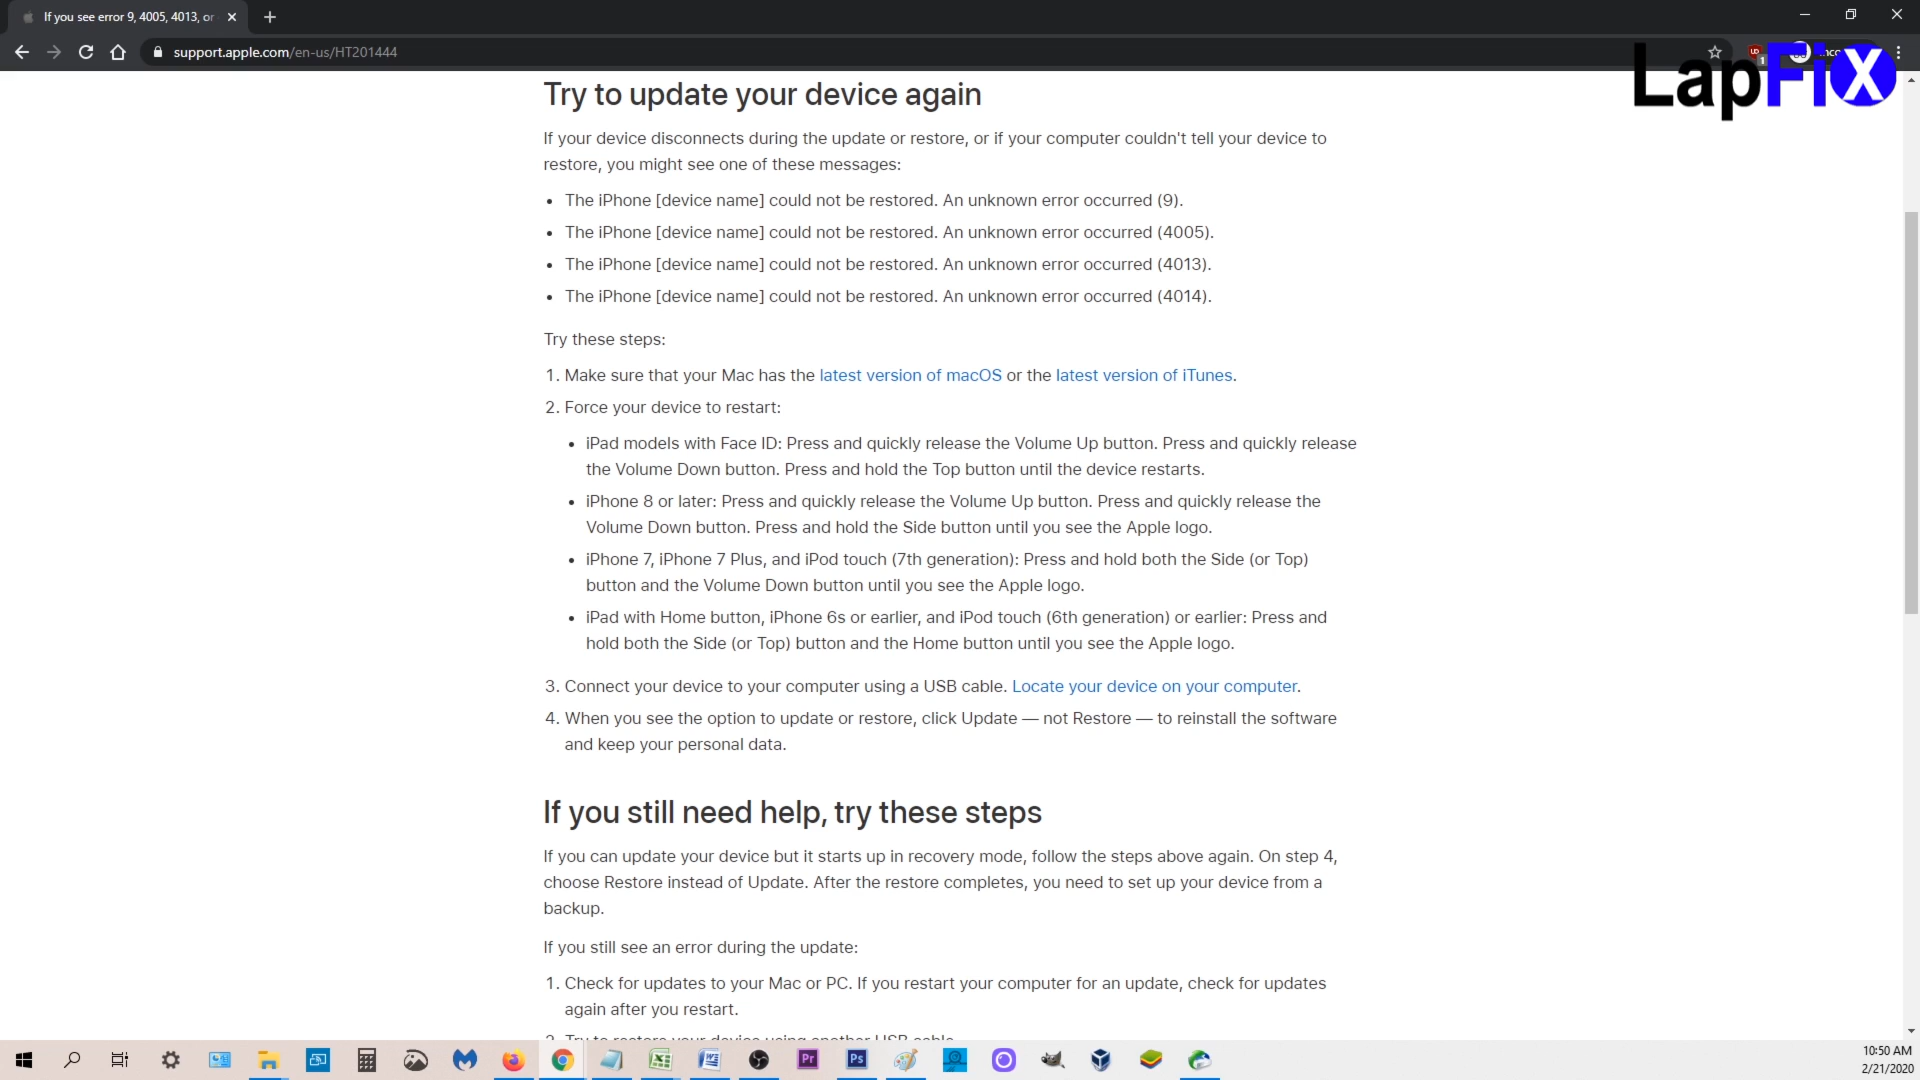 If you see error 9, 4005, 4013, or
support.apple.com/en-us/HT201444
LapFiX
Try to update your device again
If your device disconnects during the update or restore, or if your computer couldn't tell your device to
restore, you might see one of these messages:
• The iPhone [device name] could not be restored. An unknown error occurred (9).
• The iPhone [device name] could not be restored. An unknown error occurred (4005).
• The iPhone [device name] could not be restored. An unknown error occurred (4013).
• The iPhone [device name] could not be restored. An unknown error occurred (4014).
Try these steps:
1. Make sure that your Mac has the latest version of macOS or the latest version of iTunes.
2. Force your device to restart:
• iPad models with Face ID: Press and quickly release the Volume Up button. Press and quickly release
the Volume Down button. Press and hold the Top button until the device restarts.
• iPhone 8 or later: Press and quickly release the Volume Up button. Press and quickly release the
Volume Down button. Press and hold the Side button until you see the Apple logo.
• iPhone 7, iPhone 7 Plus, and iPod touch (7th generation): Press and hold both the Side (or Top)
button and the Volume Down button until you see the Apple logo.
• iPad with Home button, iPhone 6s or earlier, and iPod touch (6th generation) or earlier: Press and
hold both the Side (or Top) button and the Home button until you see the Apple logo.
3. Connect your device to your computer using a USB cable. Locate your device on your computer.
4. When you see the option to update or restore, click Update — not Restore — to reinstall the software
and keep your personal data.
If you still need help, try these steps
If you can update your device but it starts up in recovery mode, follow the steps above again. On step 4,
choose Restore instead of Update. After the restore completes, you need to set up your device from a
backup.
If you still see an error during the update:
1. Check for updates to your Mac or PC. If you restart your computer for an update, check for updates
again after you restart.
2. Try to restore your device using another USB cable.
Pr
Ps
10:50 AM
2/21/2020